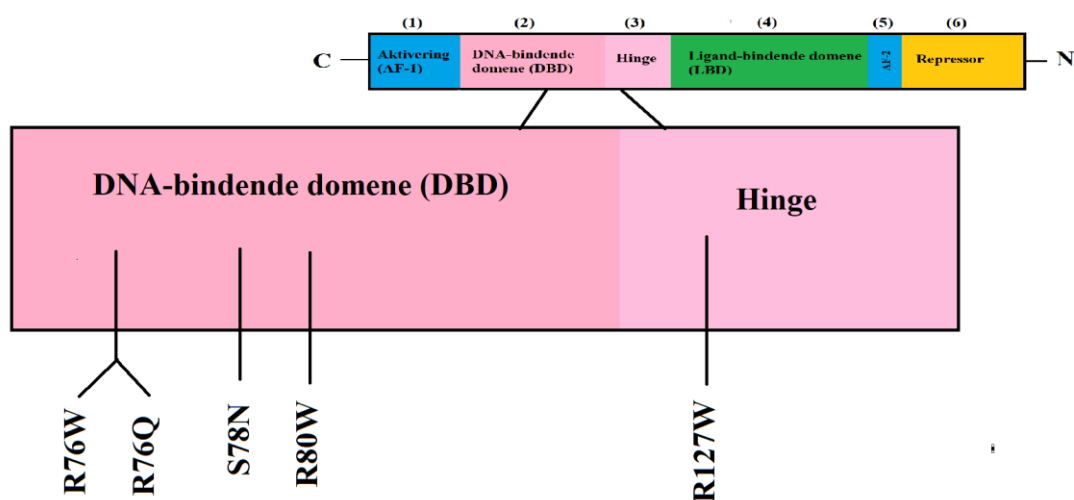 (1) (2) (3) (4) (5) (6)
C Aktivering DNA-bindende Hinge Ligand-bindende domene AF-2 Repressor N
(AF-1) domene (DBD) (LBD)
DNA-bindende domene (DBD)
Hinge
R76W
R76Q
S78N
R80W
R127W